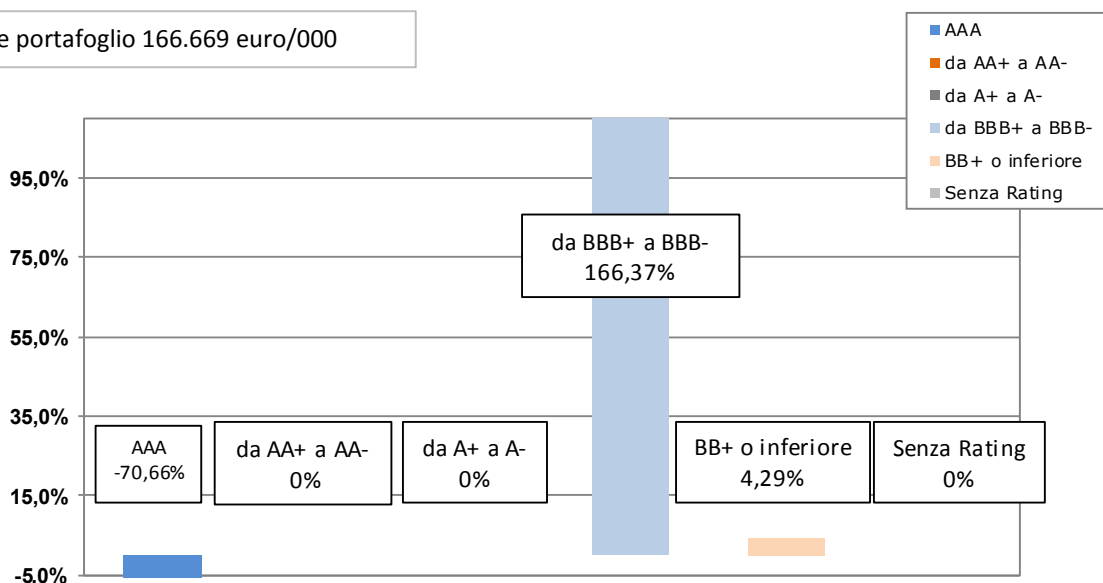 e portafoglio 166.669 euro/000
AAA
da AA+ a AA-
da A+ a A-
da BBB+ a BBB-
BB+ o inferiore
Senza Rating
95,0%
75,0%
55,0%
35,0%
15,0%
-5,0%
da BBB+ a BBB-
166,37%
AAA
-70,66%
da AA+ a AA-
0%
da A+ a A-
0%
BB+ o inferiore
4,29%
Senza Rating
0%